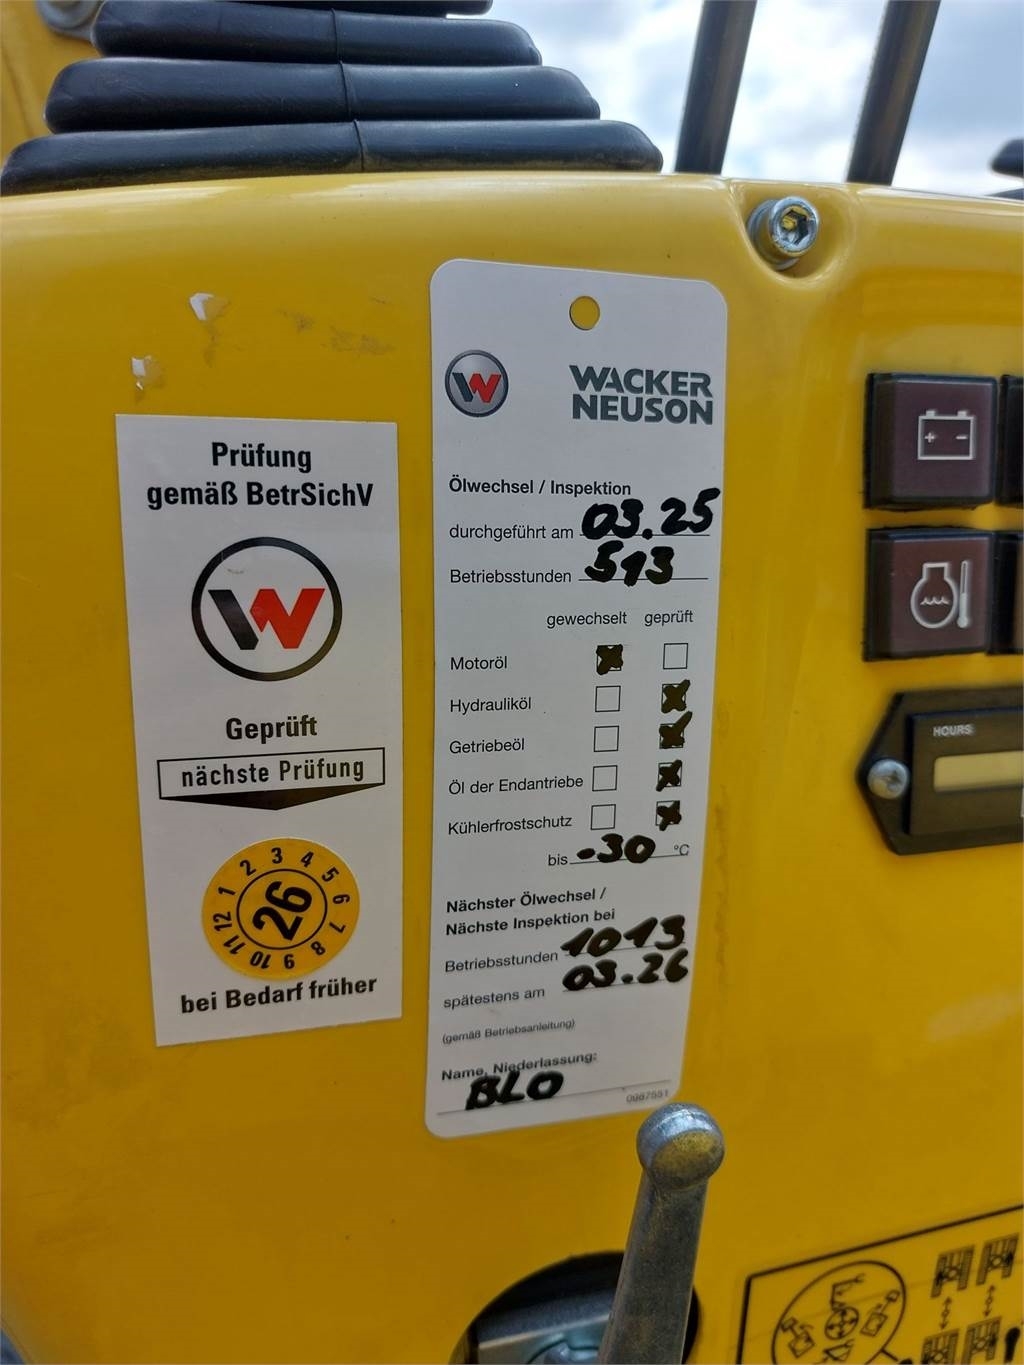 Prüfung
gemäß BetrSichV
W
Geprüft
nächste Prüfung
1 2 3 4 5 6 7 8 9 10 11 12
26
bei Bedarf früher
W
WACKER
NEUSON
Ölwechsel / Inspektion
durchgeführt am 03.25
Betriebsstunden 513
gewechselt geprüft
Motoröl
Hydrauliköl
Getriebeöl
Öl der Endantriebe
Kühlerfrostschutz
bis -30 °C
Nächster Ölwechsel /
Nächste Inspektion bei
Betriebsstunden 1013
spätestens am 03.26
(gemäß Betriebsanleitung)
Name, Niederlassung:
BLO
0987551
HOURS